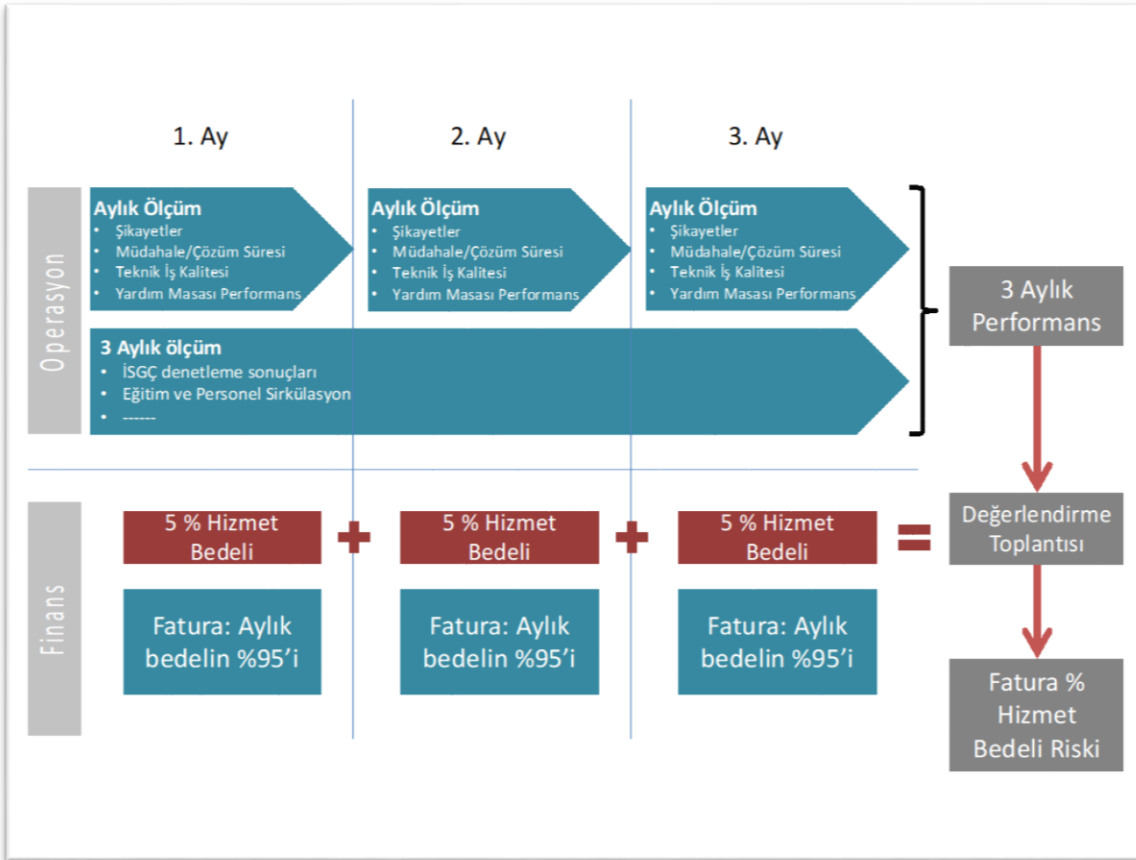 1. Ay
2. Ay
3. Ay
Operasyon
Aylık Ölçüm
• Şikayetler
• Müdahale/Çözüm Süresi
• Teknik İş Kalitesi
• Yardım Masası Performans
Aylık Ölçüm
• Şikayetler
• Müdahale/Çözüm Süresi
• Teknik İş Kalitesi
• Yardım Masası Performans
Aylık Ölçüm
• Şikayetler
• Müdahale/Çözüm Süresi
• Teknik İş Kalitesi
• Yardım Masası Performans
3 Aylık ölçüm
• İSGÇ denetleme sonuçları
• Eğitim ve Personel Sirkülasyon
• ------
3 Aylık
Performans
Finans
5 % Hizmet
Bedeli
+
5 % Hizmet
Bedeli
+
5 % Hizmet
Bedeli
=
Değerlendirme
Toplantısı
Fatura: Aylık
bedelin %95’i
Fatura: Aylık
bedelin %95’i
Fatura: Aylık
bedelin %95’i
Fatura %
Hizmet
Bedeli Riski